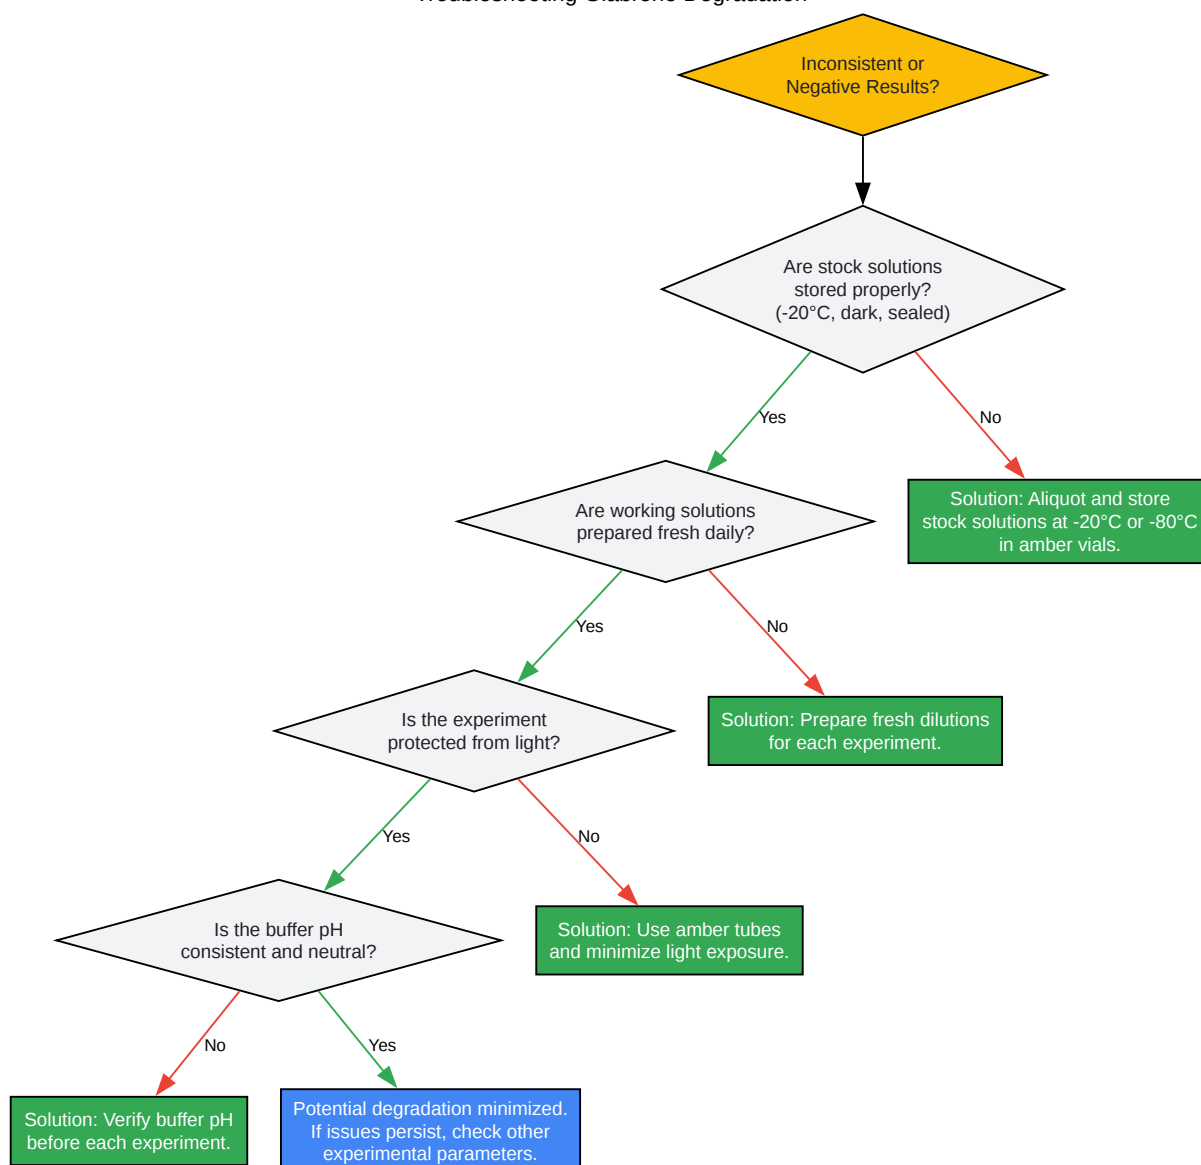 Troubleshooting Glabrone Degradation
Inconsistent or
Negative Results?
Are stock solutions
stored properly?
(-20°C, dark, sealed)
Yes
No
Are working solutions
prepared fresh daily?
Solution: Aliquot and store
stock solutions at -20°C or -80°C
in amber vials.
Yes
No
Is the experiment
protected from light?
Solution: Prepare fresh dilutions
for each experiment.
Yes
No
Is the buffer pH
consistent and neutral?
Solution: Use amber tubes
and minimize light exposure.
No
Yes
Solution: Verify buffer pH
before each experiment.
Potential degradation minimized.
If issues persist, check other
experimental parameters.